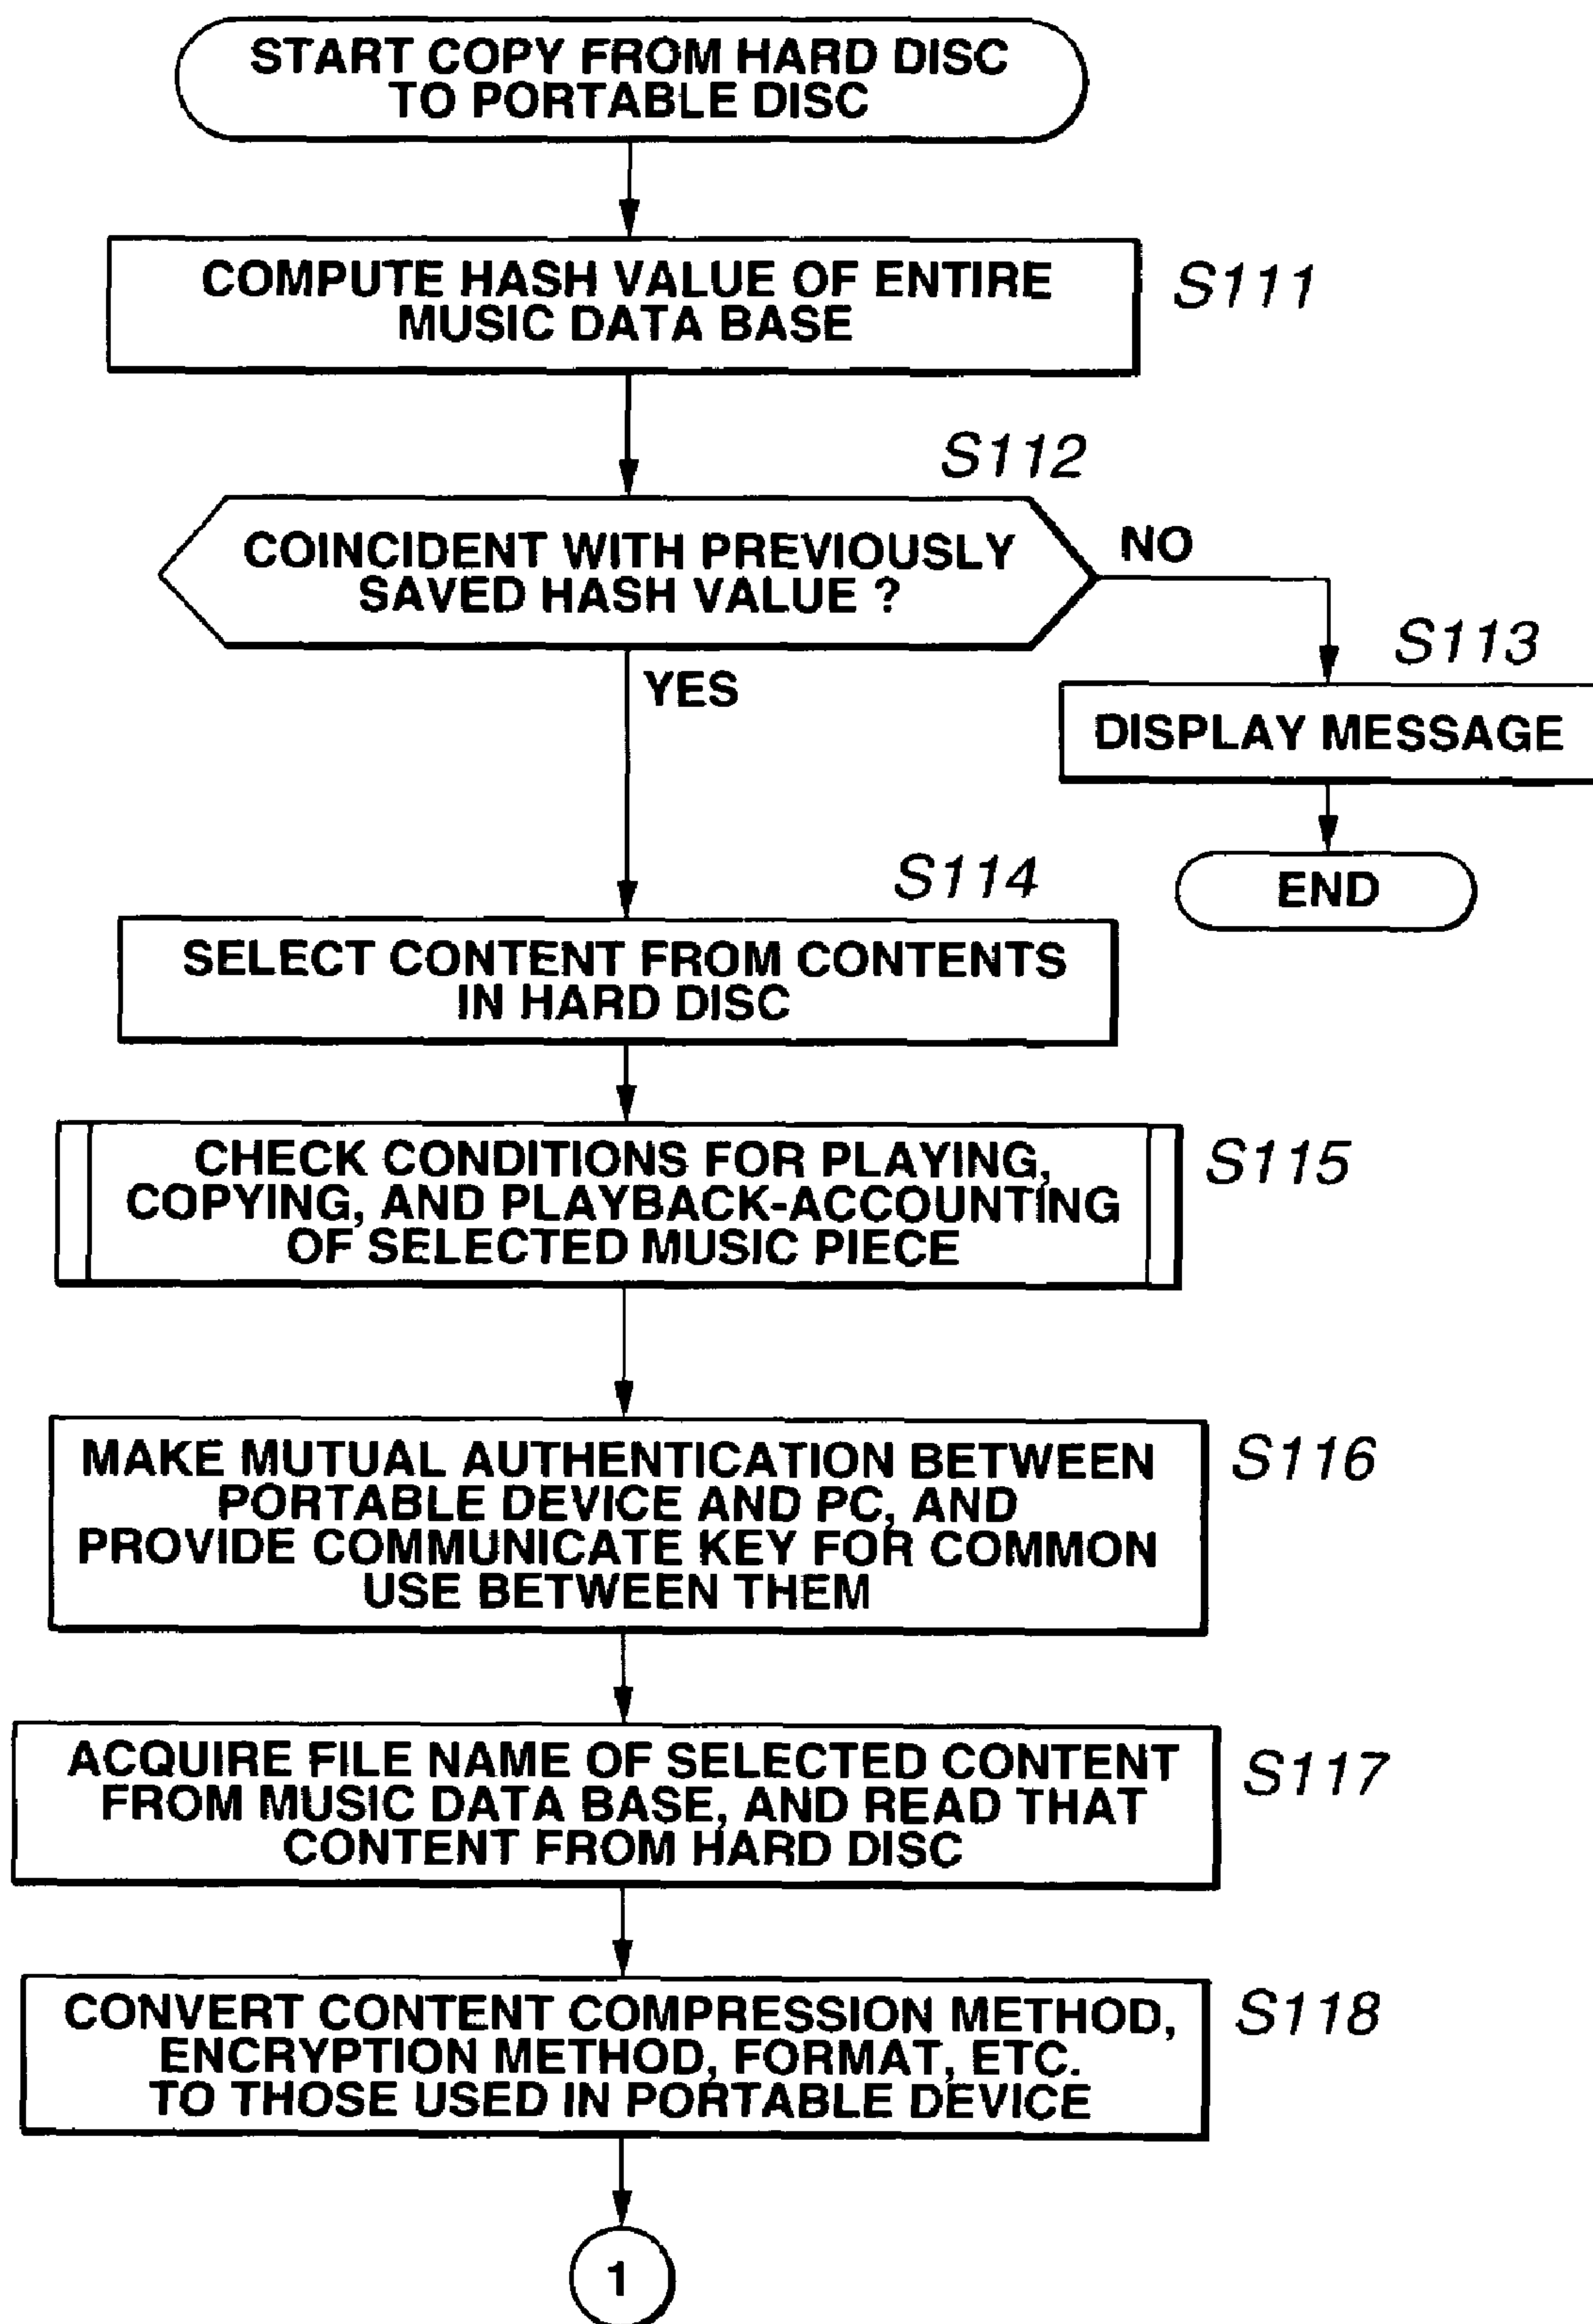 START COPY FROM HARD DISC
TO PORTABLE DISC
COMPUTE HASH VALUE OF ENTIRE
MUSIC DATA BASE
S111
S112
COINCIDENT WITH PREVIOUSLY
SAVED HASH VALUE ?
NO
YES
S113
DISPLAY MESSAGE
END
S114
SELECT CONTENT FROM CONTENTS
IN HARD DISC
CHECK CONDITIONS FOR PLAYING,
COPYING, AND PLAYBACK-ACCOUNTING
OF SELECTED MUSIC PIECE
S115
MAKE MUTUAL AUTHENTICATION BETWEEN
PORTABLE DEVICE AND PC, AND
PROVIDE COMMUNICATE KEY FOR COMMON
USE BETWEEN THEM
S116
ACQUIRE FILE NAME OF SELECTED CONTENT
FROM MUSIC DATA BASE, AND READ THAT
CONTENT FROM HARD DISC
S117
CONVERT CONTENT COMPRESSION METHOD,
ENCRYPTION METHOD, FORMAT, ETC.
TO THOSE USED IN PORTABLE DEVICE
S118
1